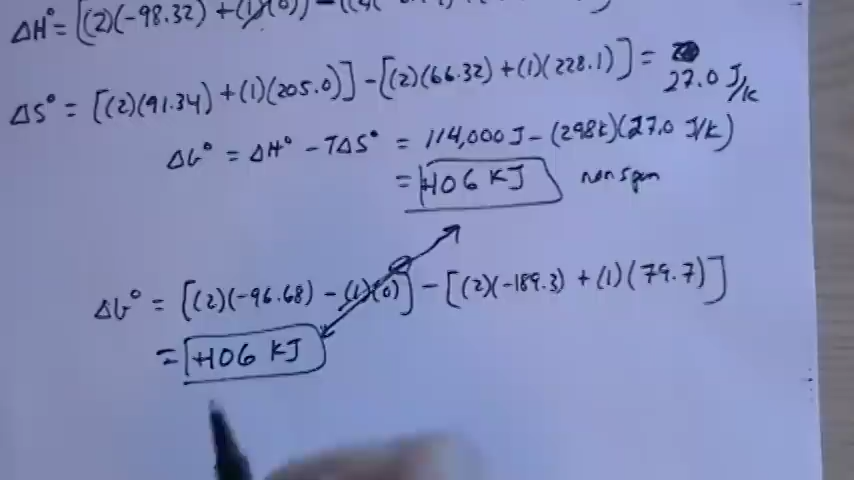 ΔH° = [(2)(-98.32) + (1)(0)] - [(
ΔS° = [(2)(91.34) + (1)(205.0)] - [(2)(66.32) + (1)(228.1)] =
27.0 J/K
ΔG° = ΔH° - TΔS° = 114,000 J - (298K)(27.0 J/K)
= +106 KJ non spon
ΔG° = [(2)(-96.68) - (1)(0)] - [(2)(-189.3) + (1)(79.7)]
= +106 KJ